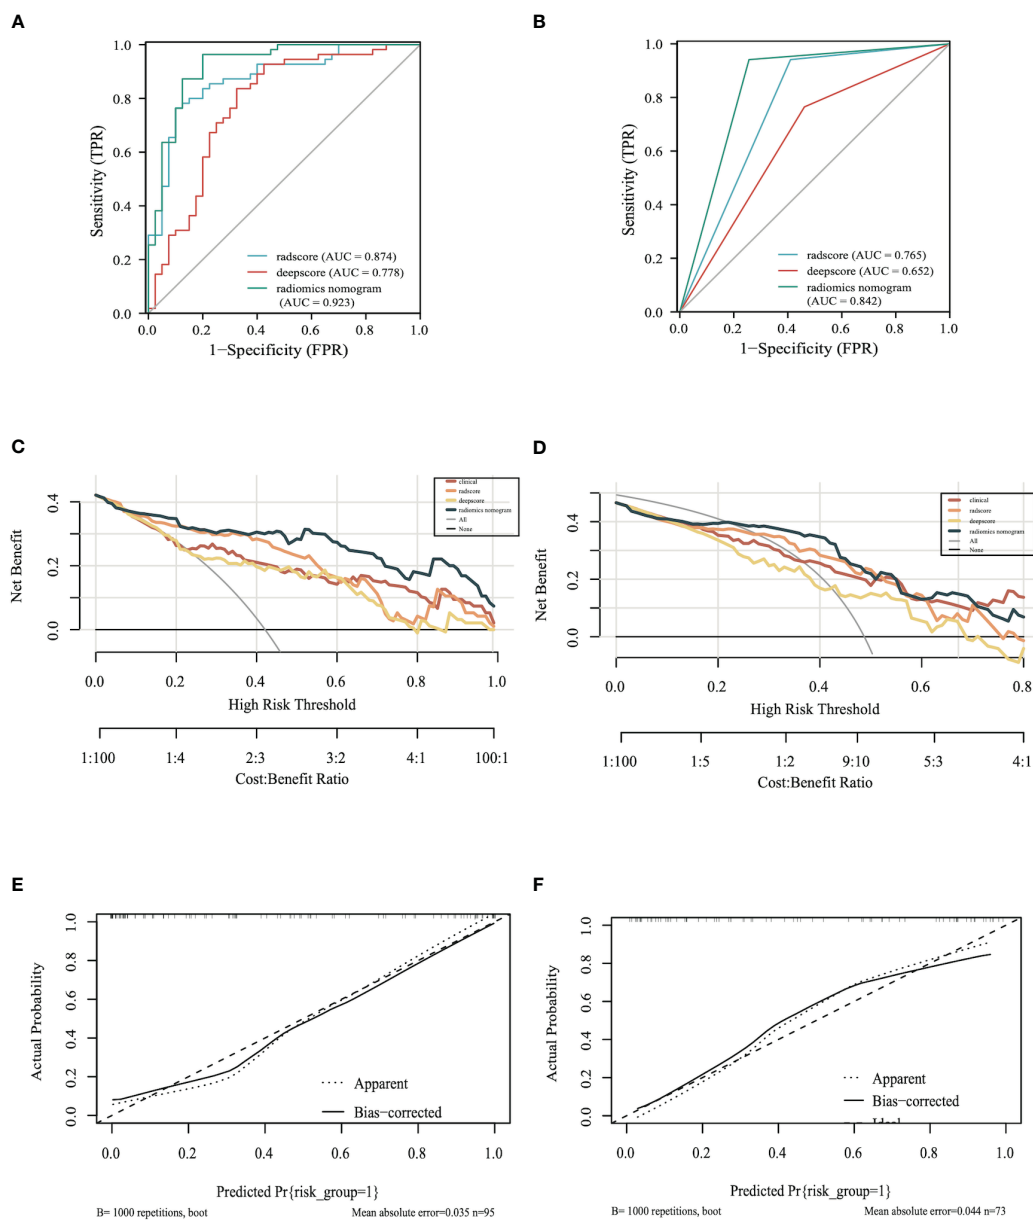 A
1.0
0.8
0.6
0.4
0.2
0.0
Sensitivity (TPR)
radscore (AUC = 0.874)
deepscore (AUC = 0.778)
radiomics nomogram
(AUC = 0.923)
0.0 0.2 0.4 0.6 0.8 1.0
1−Specificity (FPR)
B
1.0
0.8
0.6
0.4
0.2
0.0
Sensitivity (TPR)
radscore (AUC = 0.765)
deepscore (AUC = 0.652)
radiomics nomogram
(AUC = 0.842)
0.0 0.2 0.4 0.6 0.8 1.0
1−Specificity (FPR)
C
0.4
0.2
0.0
Net Benefit
clinical
radscore
deepscore
radiomics nomogram
All
None
0.0 0.2 0.4 0.6 0.8 1.0
High Risk Threshold
1:100 1:4 2:3 3:2 4:1 100:1
Cost:Benefit Ratio
D
0.4
0.2
0.0
Net Benefit
clinical
radscore
deepscore
radiomics nomogram
All
None
0.0 0.2 0.4 0.6 0.8
High Risk Threshold
1:100 1:5 1:2 9:10 5:3 4:1
Cost:Benefit Ratio
E
1.0
0.8
0.6
0.4
0.2
0.0
Actual Probability
Apparent
Bias−corrected
0.0 0.2 0.4 0.6 0.8 1.0
Predicted Pr{risk_group=1}
B= 1000 repetitions, boot Mean absolute error=0.035 n=95
F
1.0
0.8
0.6
0.4
0.2
0.0
Actual Probability
Apparent
Bias−corrected
0.0 0.2 0.4 0.6 0.8 1.0
Predicted Pr{risk_group=1}
B= 1000 repetitions, boot Mean absolute error=0.044 n=73